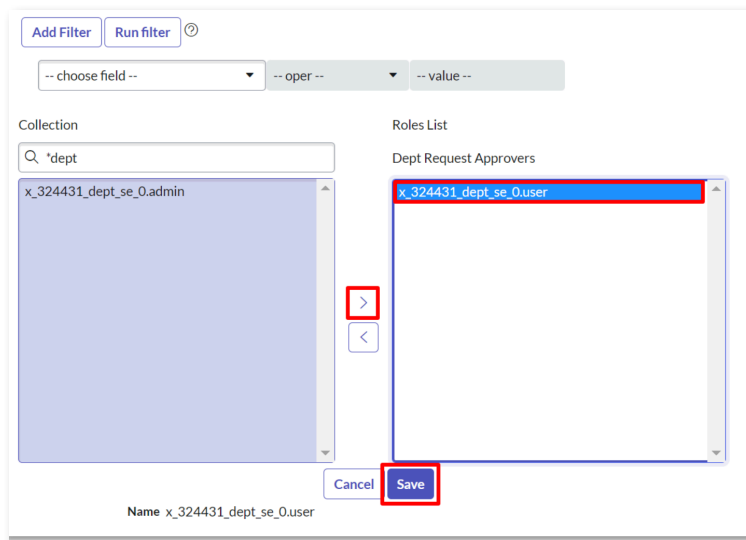 Add Filter Run filter ?
-- choose field -- -- oper -- -- value --
Collection Roles List
*dept Dept Request Approvers
x_324431_dept_se_0.admin x_324431_dept_se_0.user
> 
<
Cancel Save
Name x_324431_dept_se_0.user